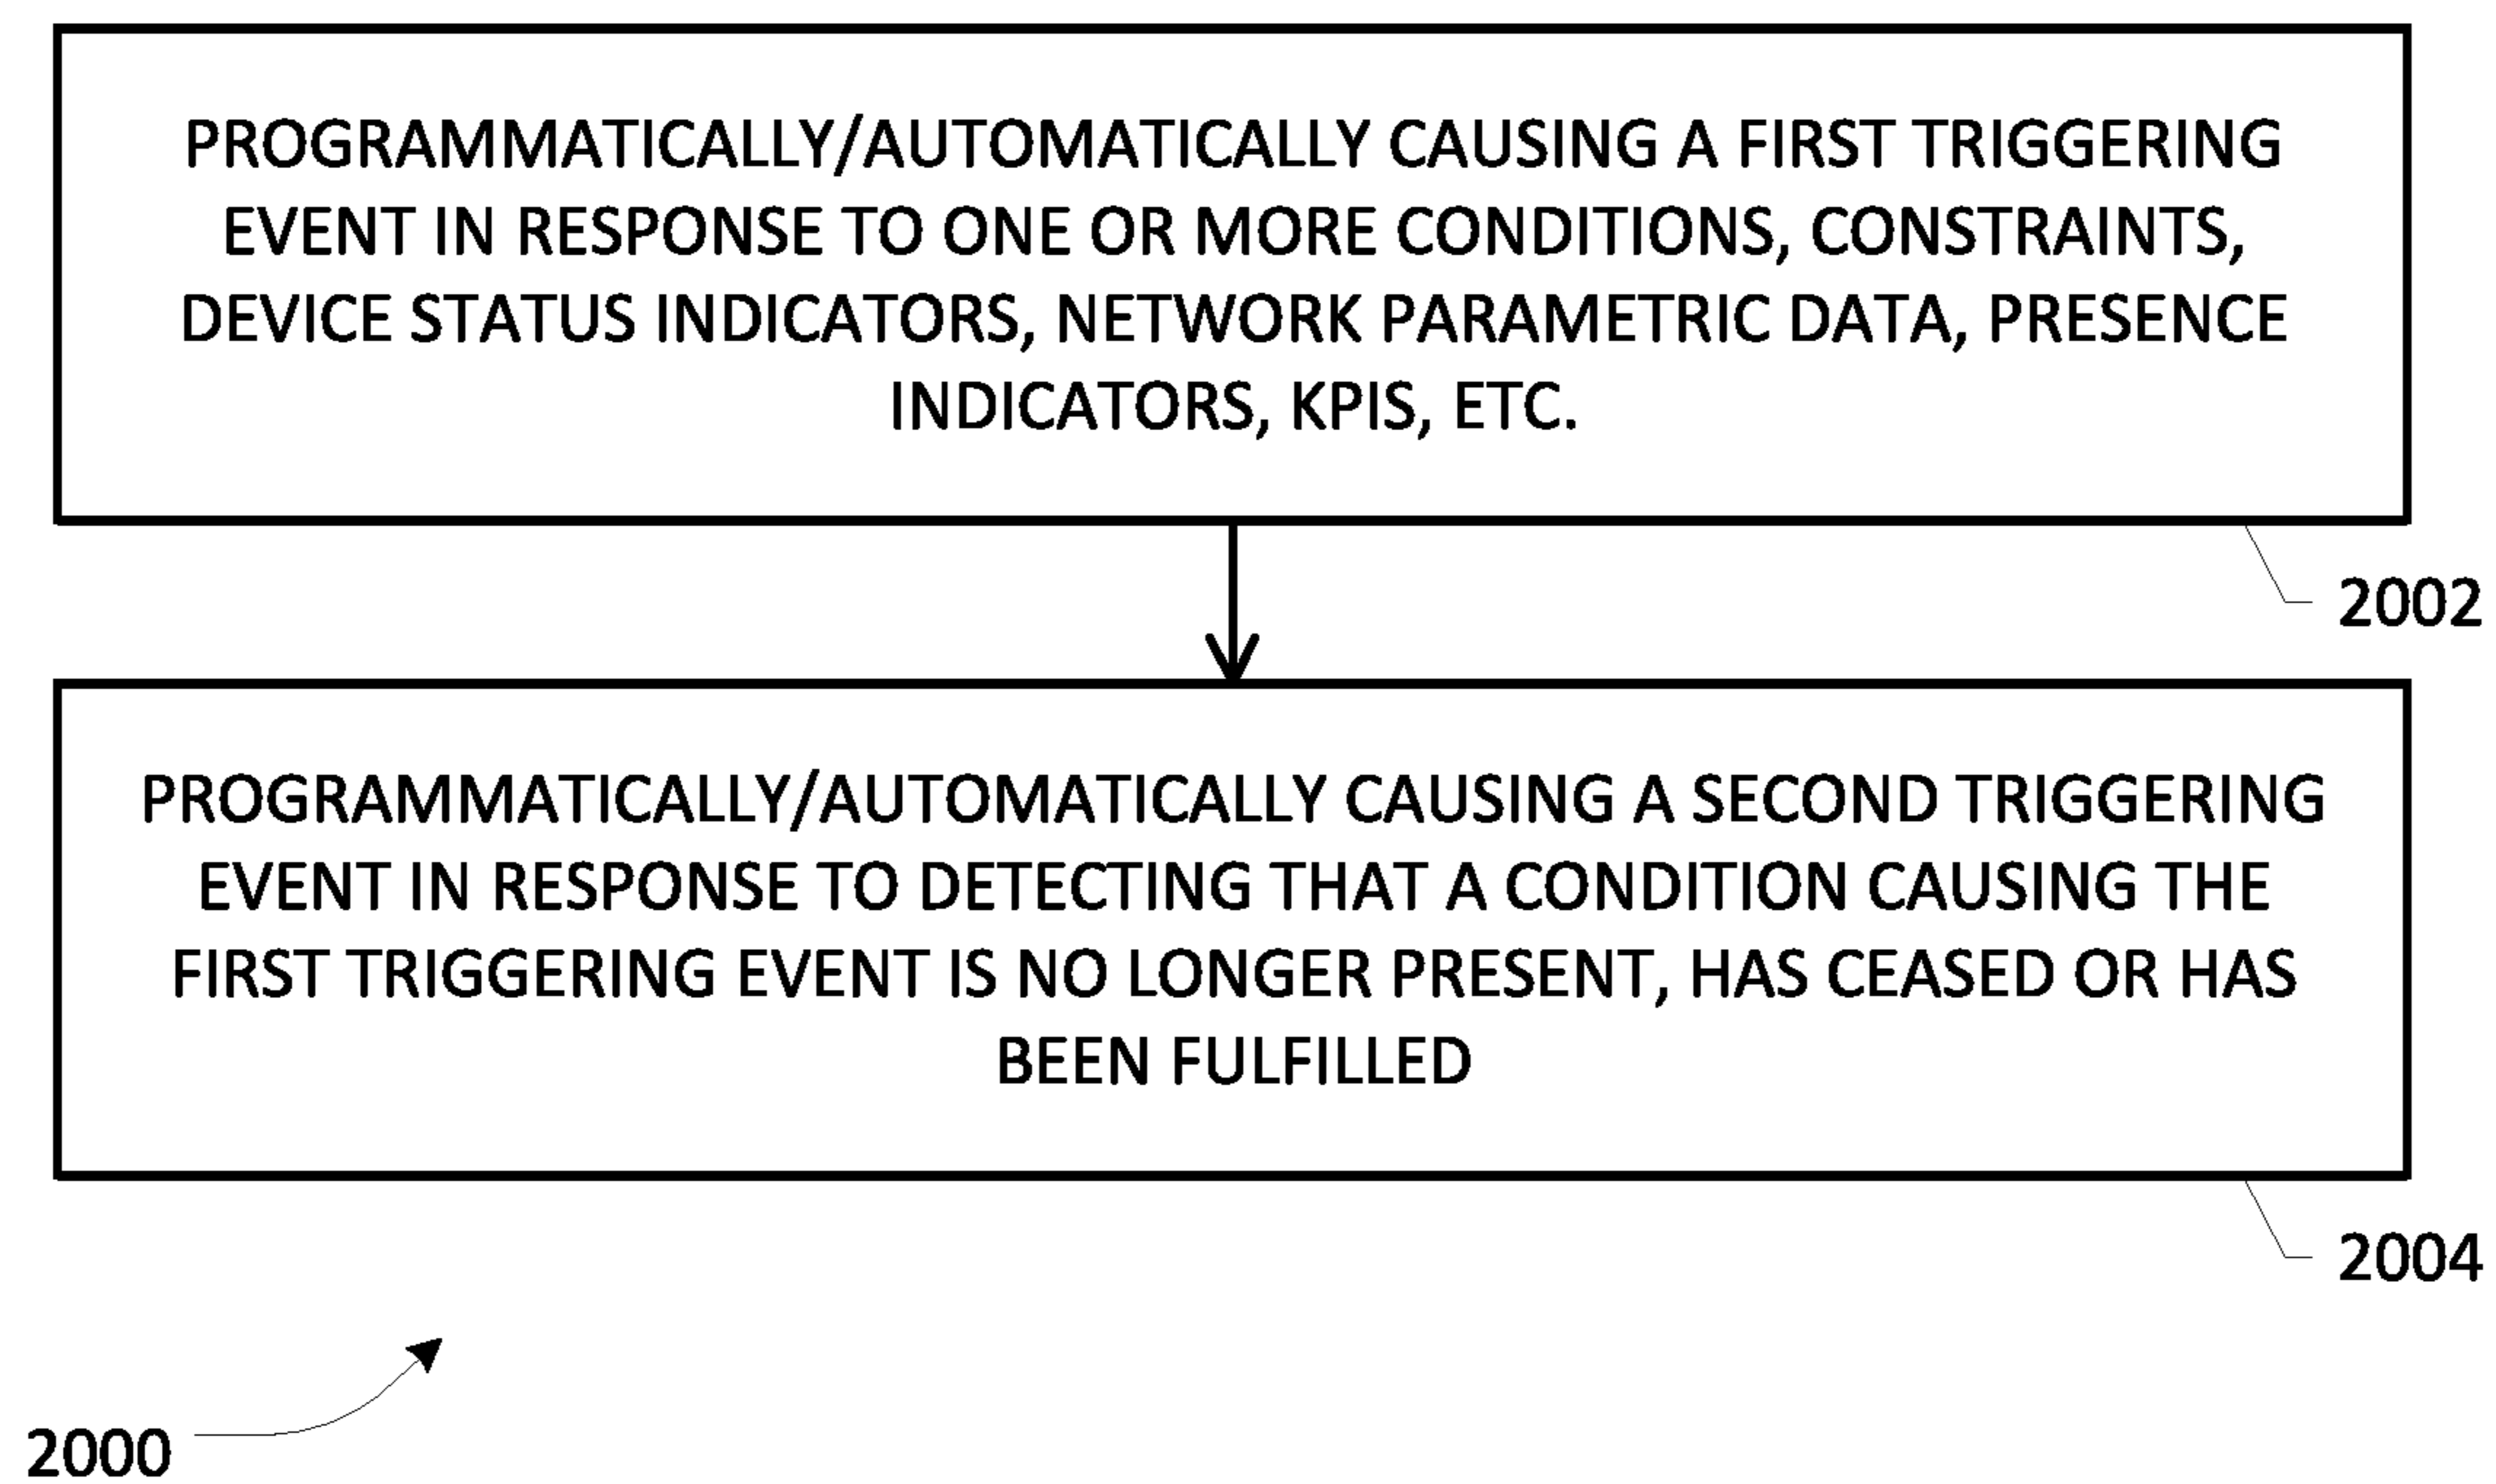 PROGRAMMATICALLY/AUTOMATICALLY CAUSING A FIRST TRIGGERING
EVENT IN RESPONSE TO ONE OR MORE CONDITIONS, CONSTRAINTS,
DEVICE STATUS INDICATORS, NETWORK PARAMETRIC DATA, PRESENCE
INDICATORS, KPIS, ETC.
2002
PROGRAMMATICALLY/AUTOMATICALLY CAUSING A SECOND TRIGGERING
EVENT IN RESPONSE TO DETECTING THAT A CONDITION CAUSING THE
FIRST TRIGGERING EVENT IS NO LONGER PRESENT, HAS CEASED OR HAS
BEEN FULFILLED
2004
2000